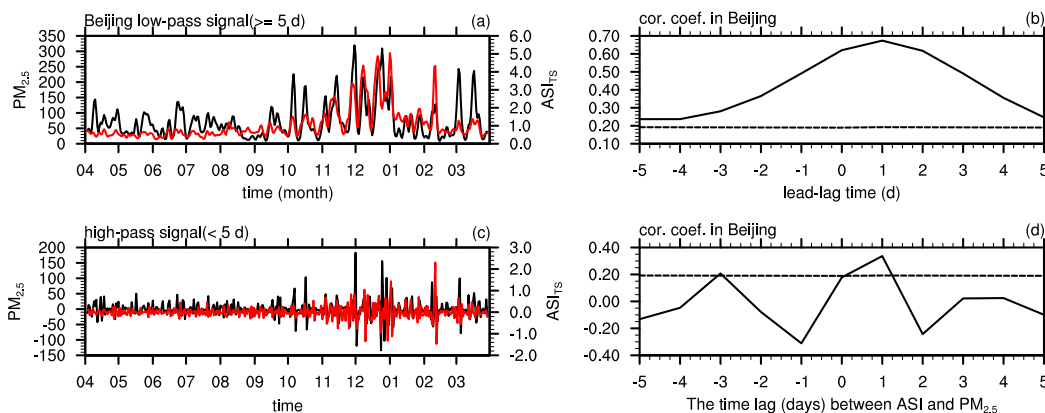 Beijing low-pass signal(>= 5 d) (a)
350
300
250
200
150
100
50
0
PM2.5
6.0
5.0
4.0
3.0
2.0
1.0
0.0
ASITS
04 05 06 07 08 09 10 11 12 01 02 03
time (month)
cor. coef. in Beijing (b)
0.70
0.60
0.50
0.40
0.30
0.20
0.10
-5 -4 -3 -2 -1 0 1 2 3 4 5
lead-lag time (d)
high-pass signal(< 5 d) (c)
200
150
100
50
0
-50
-100
-150
PM2.5
3.0
2.0
1.0
0.0
-1.0
-2.0
ASITS
04 05 06 07 08 09 10 11 12 01 02 03
time
cor. coef. in Beijing (d)
0.40
0.20
0.00
-0.20
-0.40
-5 -4 -3 -2 -1 0 1 2 3 4 5
The time lag (days) between ASI and PM2.5